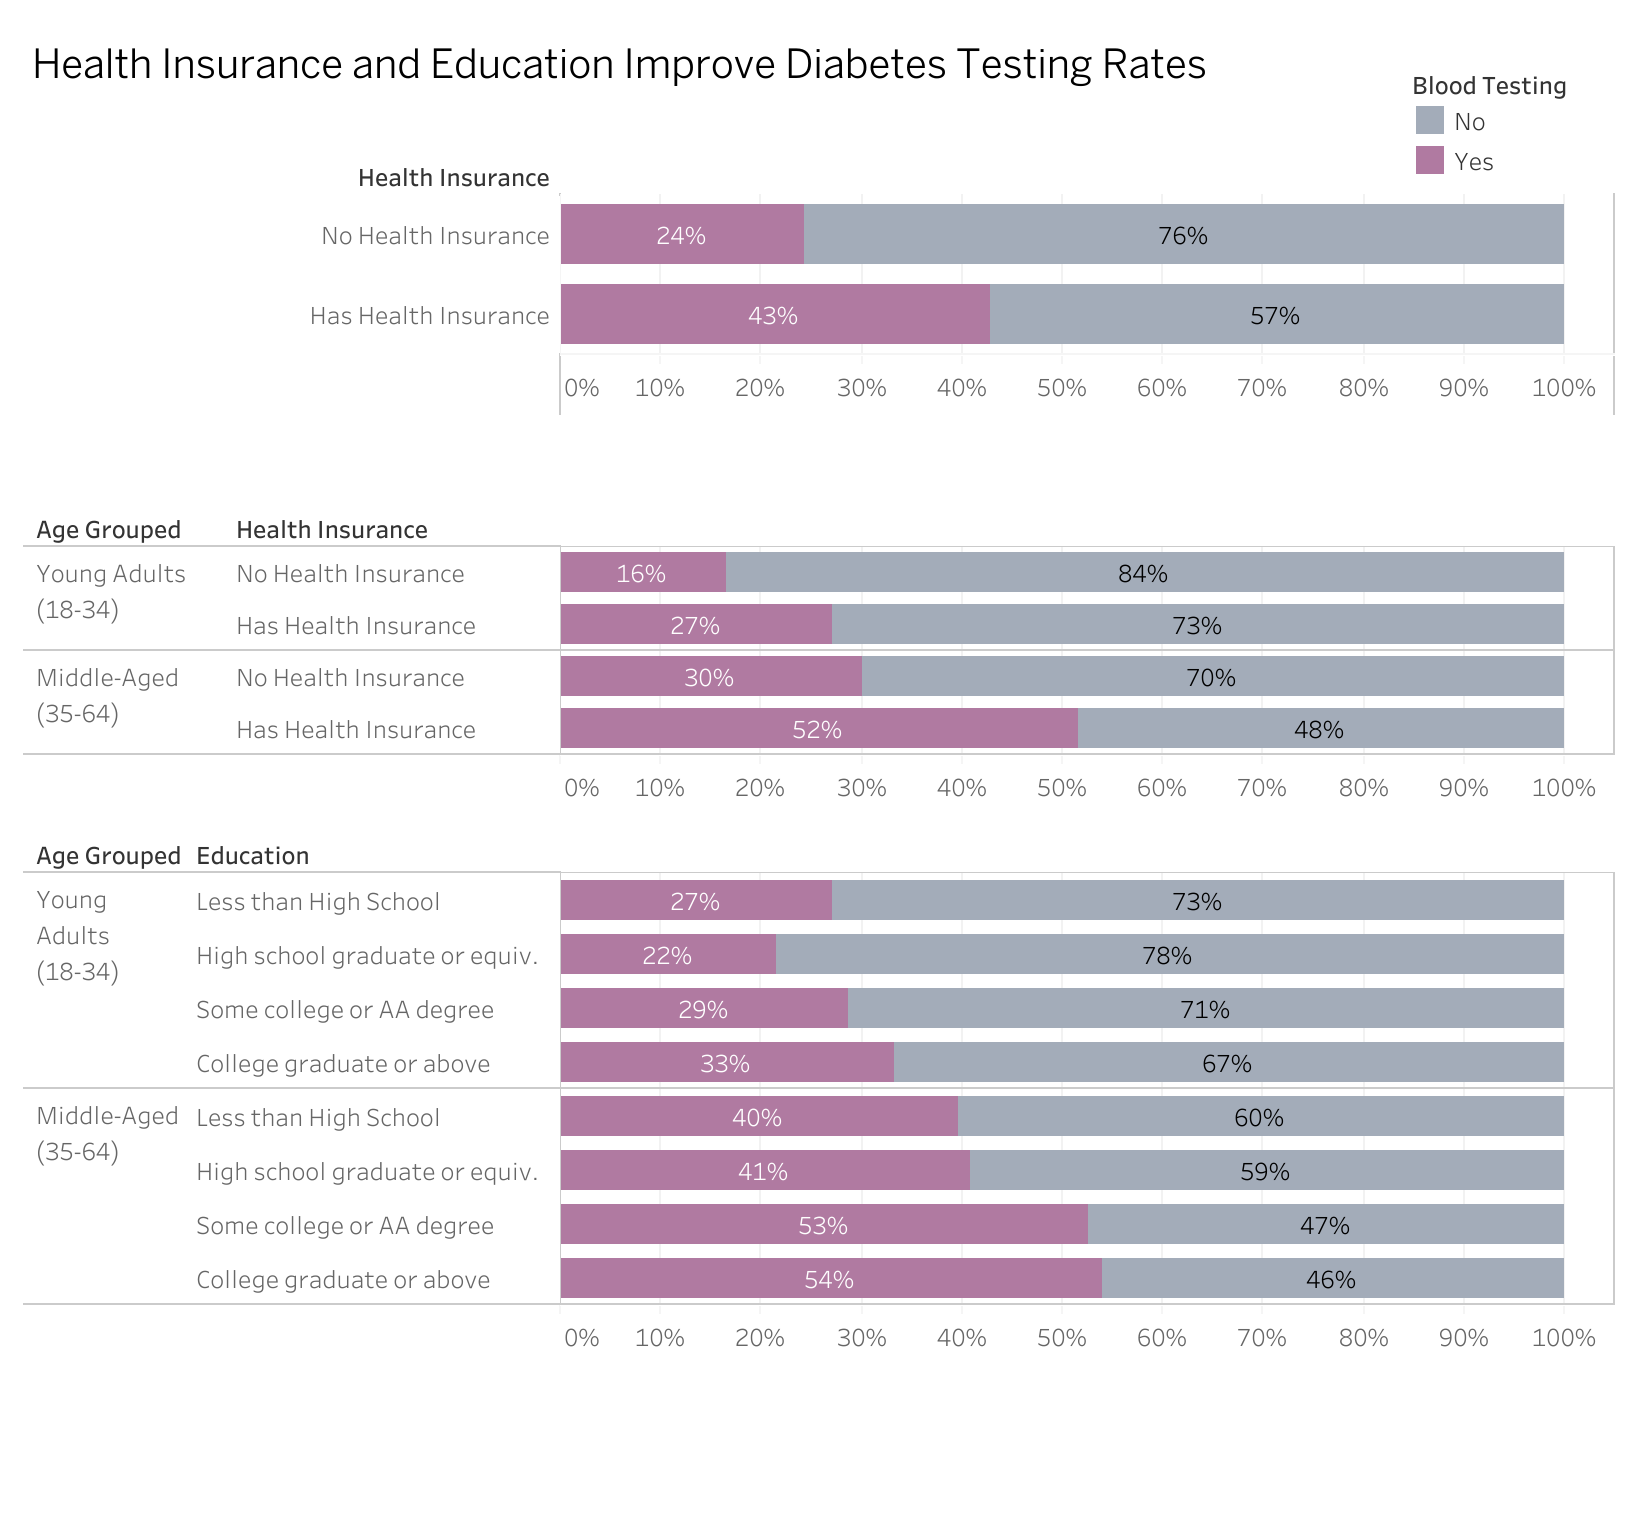 Health Insurance and Education Improve Diabetes Testing Rates
Blood Testing
No
Yes
Health Insurance
No Health Insurance 24% 76%
Has Health Insurance 43% 57%
0% 10% 20% 30% 40% 50% 60% 70% 80% 90% 100%
Age Grouped Health Insurance
Young Adults No Health Insurance 16% 84%
(18-34)
Has Health Insurance 27% 73%
Middle-Aged No Health Insurance 30% 70%
(35-64)
Has Health Insurance 52% 48%
0% 10% 20% 30% 40% 50% 60% 70% 80% 90% 100%
Age Grouped Education
Young Less than High School 27% 73%
Adults
(18-34)
High school graduate or equiv. 22% 78%
Some college or AA degree 29% 71%
College graduate or above 33% 67%
Middle-Aged Less than High School 40% 60%
(35-64)
High school graduate or equiv. 41% 59%
Some college or AA degree 53% 47%
College graduate or above 54% 46%
0% 10% 20% 30% 40% 50% 60% 70% 80% 90% 100%